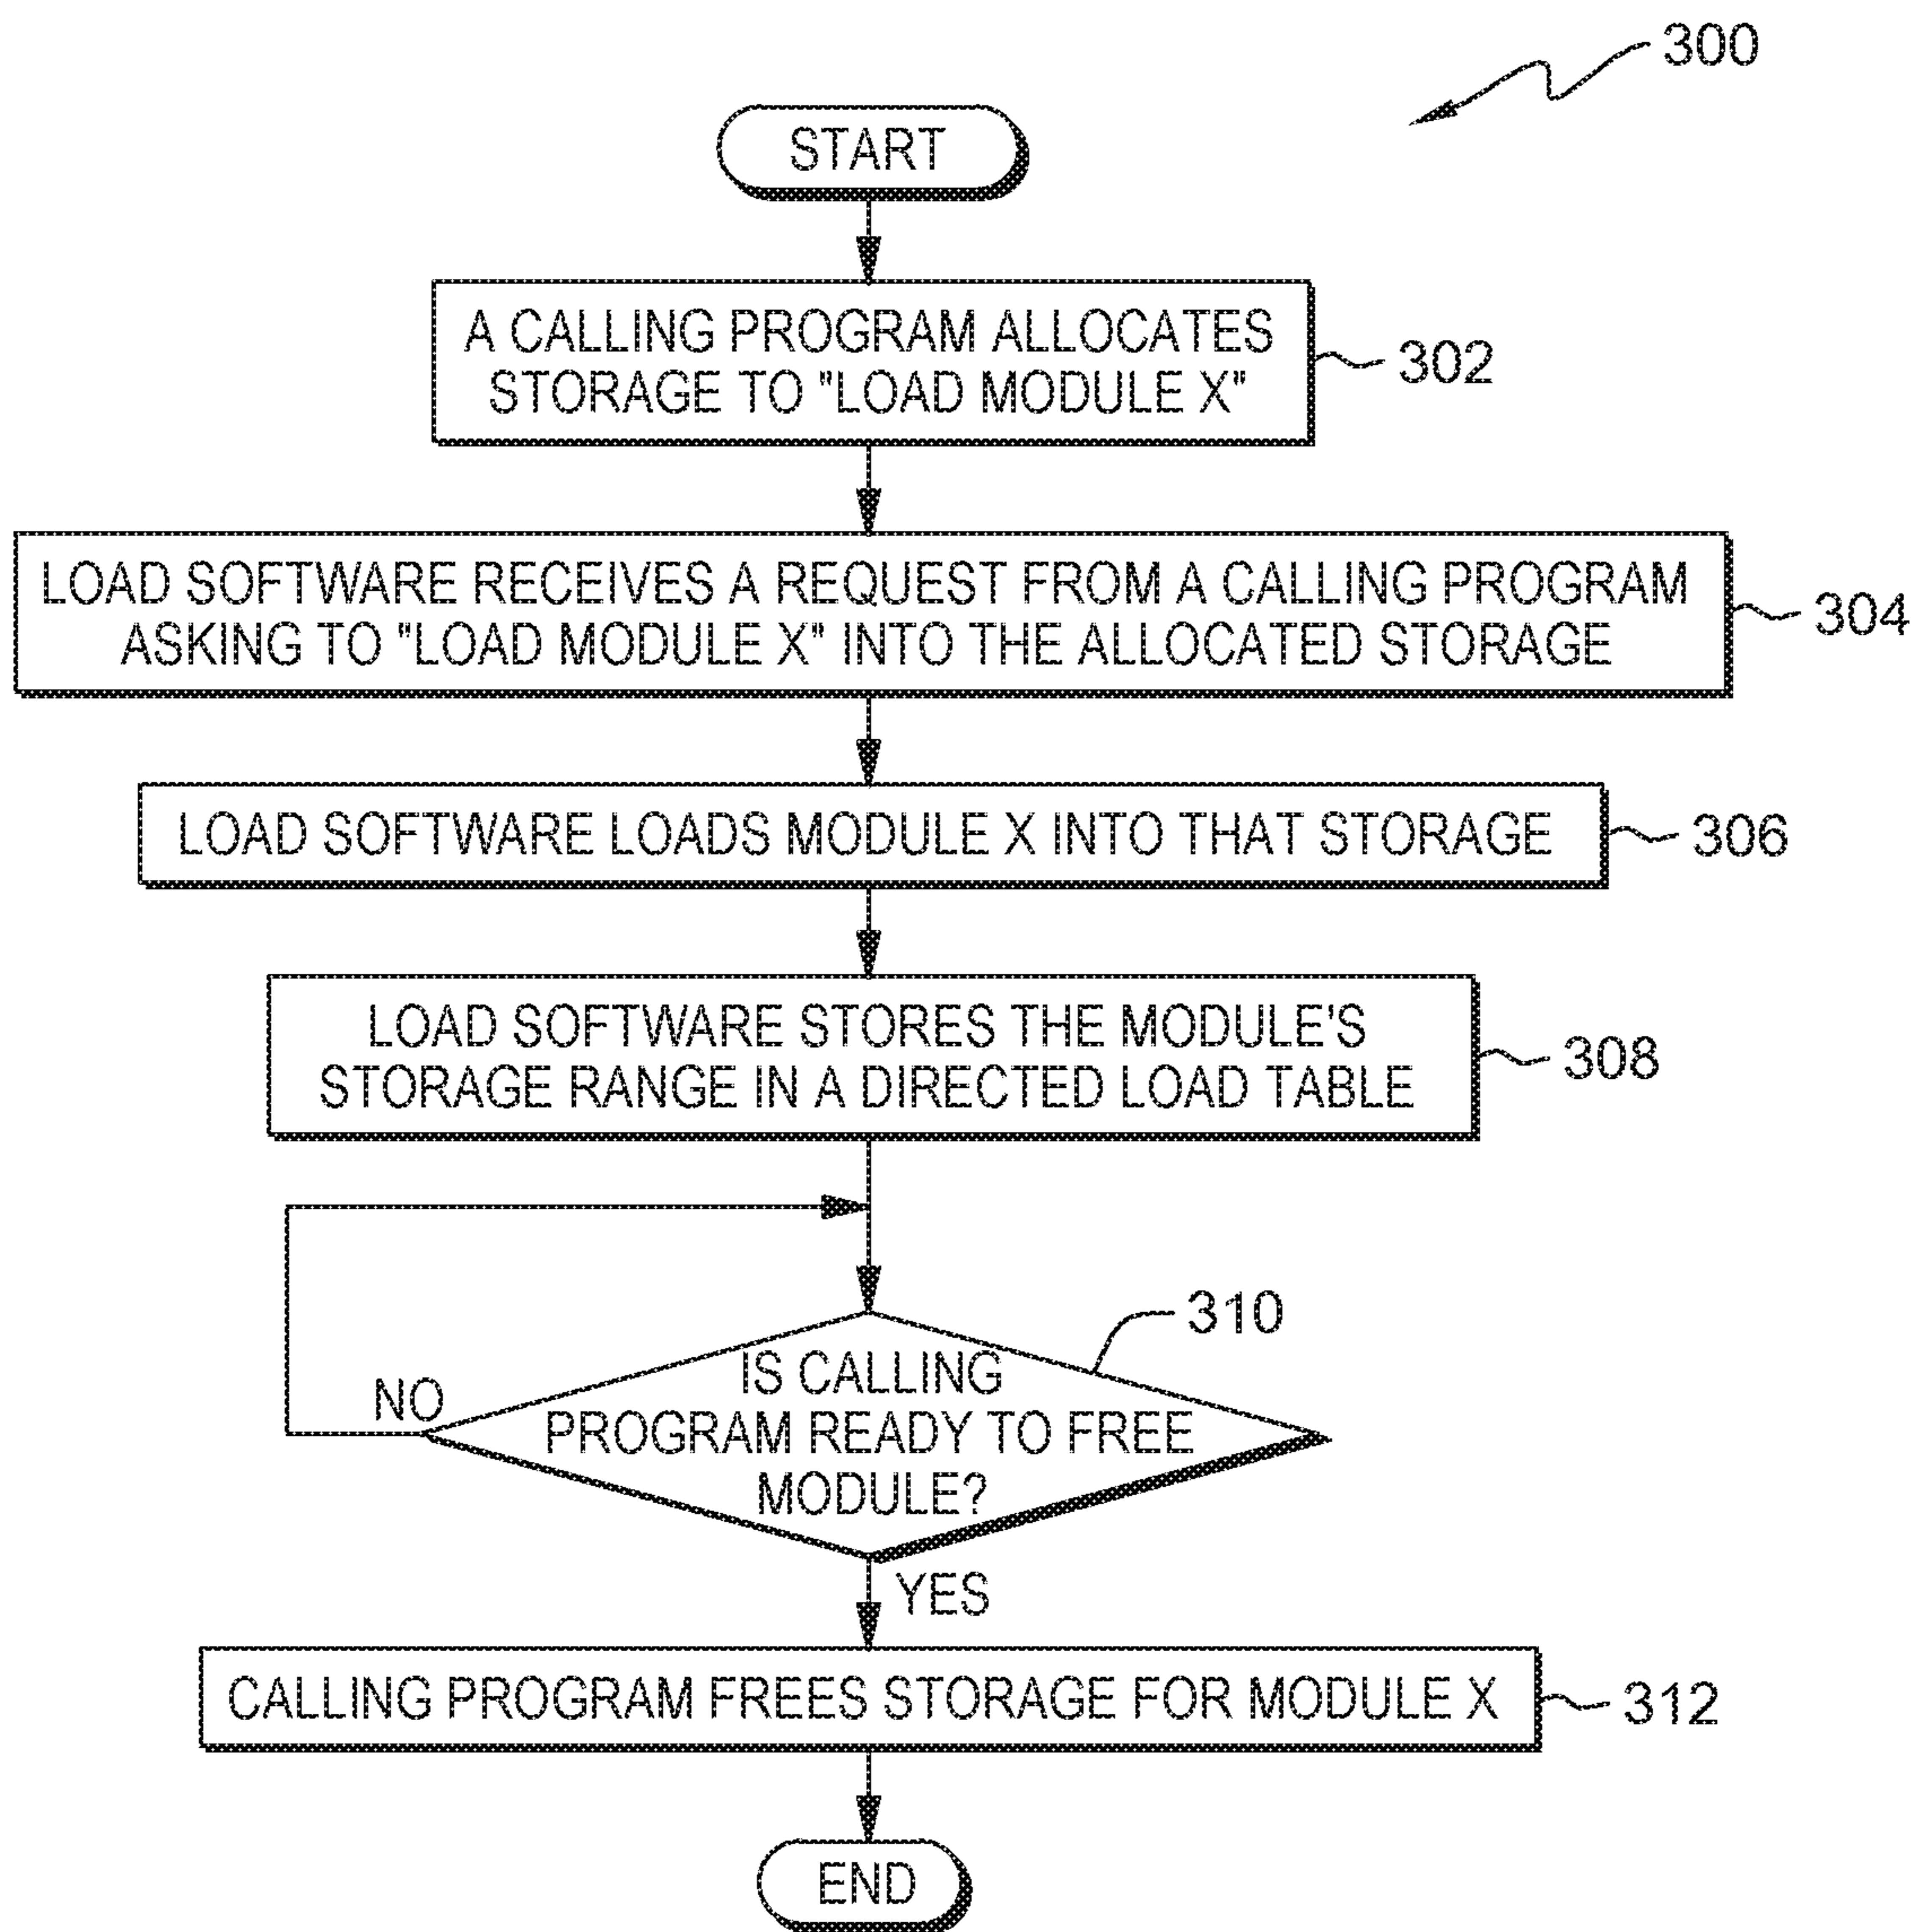 300
START
A CALLING PROGRAM ALLOCATES
STORAGE TO "LOAD MODULE X"
302
LOAD SOFTWARE RECEIVES A REQUEST FROM A CALLING PROGRAM
ASKING TO "LOAD MODULE X" INTO THE ALLOCATED STORAGE
304
LOAD SOFTWARE LOADS MODULE X INTO THAT STORAGE
306
LOAD SOFTWARE STORES THE MODULE'S
STORAGE RANGE IN A DIRECTED LOAD TABLE
308
310
IS CALLING
PROGRAM READY TO FREE
MODULE?
NO
YES
CALLING PROGRAM FREES STORAGE FOR MODULE X
312
END